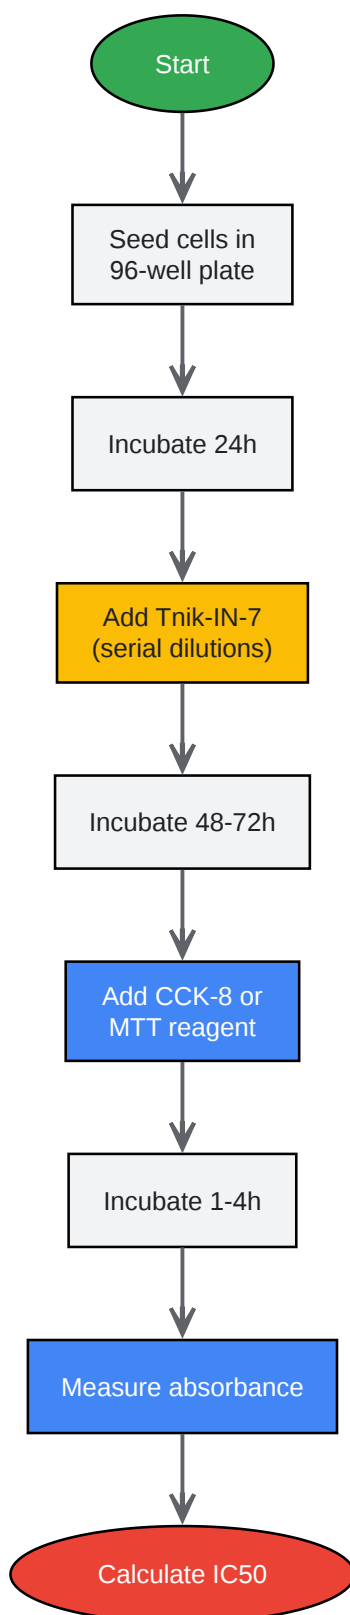 Start
Seed cells in
96-well plate
Incubate 24h
Add Tnik-IN-7
(serial dilutions)
Incubate 48-72h
Add CCK-8 or
MTT reagent
Incubate 1-4h
Measure absorbance
Calculate IC50